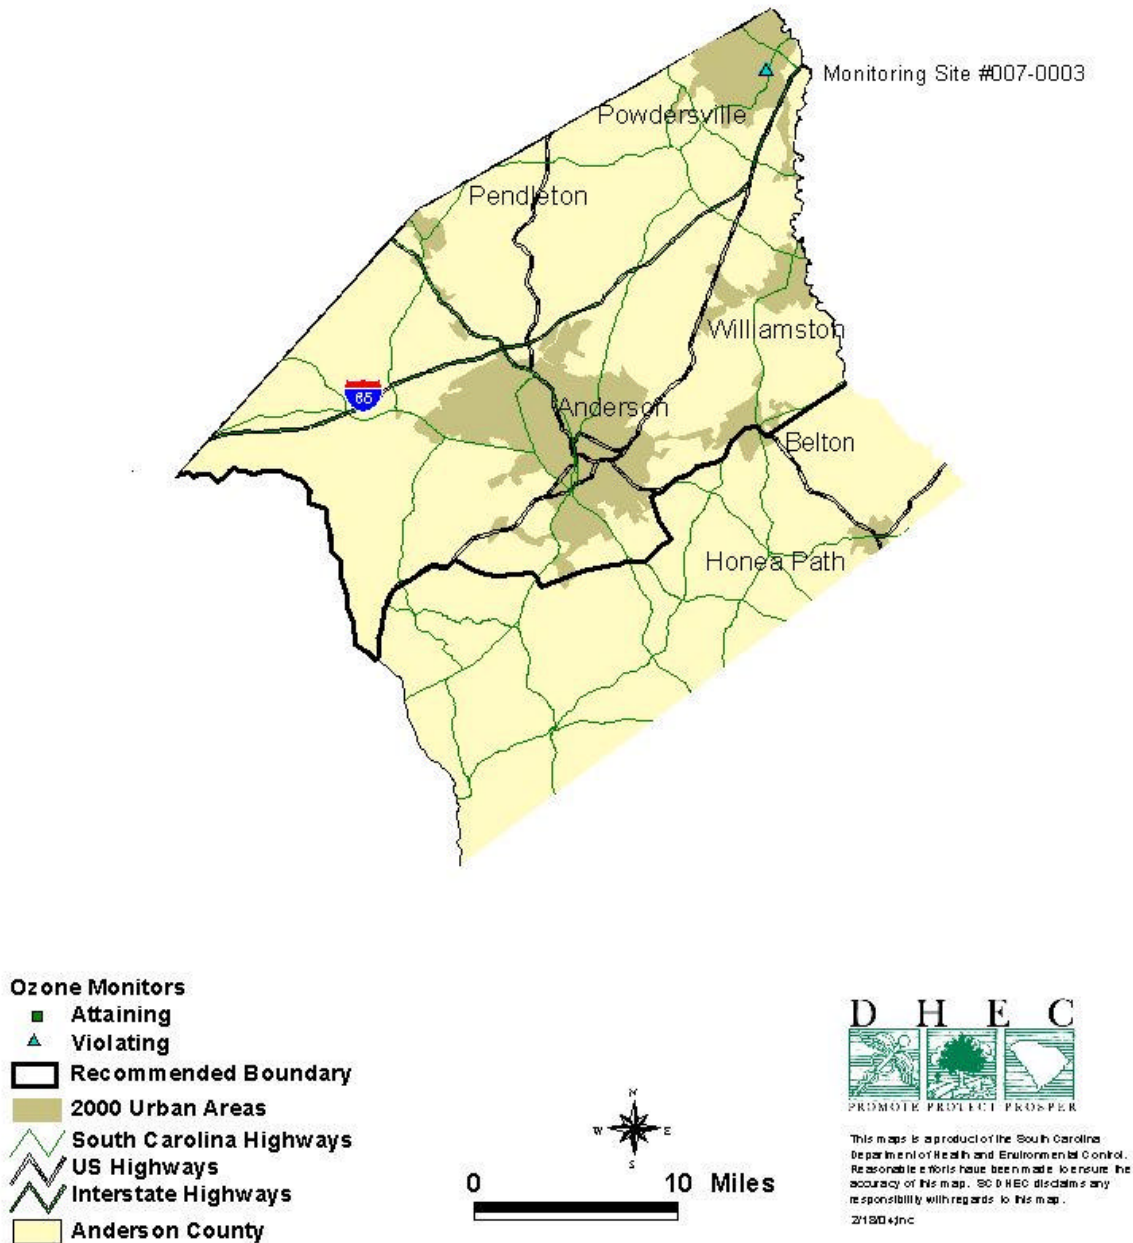 Monitoring Site #007-0003
Powdersville
Pendleton
Williamston
85
Anderson
Belton
Honea Path
Ozone Monitors
Attaining
Violating
Recommended Boundary
2000 Urban Areas
South Carolina Highways
US Highways
Interstate Highways
Anderson County
N
W E
S
0 10 Miles
D H E C
PROMOTE PROTECT PROSPER
This maps is a product of the South Carolina
Department of Health and Environmental Control.
Reasonable efforts have been made to ensure the
accuracy of this map. SC DHEC disclaims any
responsibility with regards to this map.